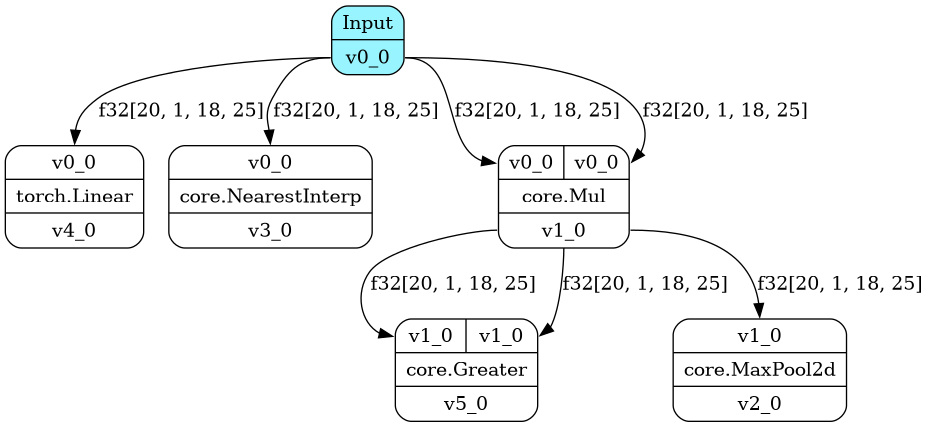 Input
v0_0
f32[20, 1, 18, 25] f32[20, 1, 18, 25] f32[20, 1, 18, 25] f32[20, 1, 18, 25]
v0_0 v0_0 v0_0 v0_0
torch.Linear core.NearestInterp core.Mul
v4_0 v3_0 v1_0
f32[20, 1, 18, 25] f32[20, 1, 18, 25] f32[20, 1, 18, 25]
v1_0 v1_0 v1_0
core.Greater core.MaxPool2d
v5_0 v2_0